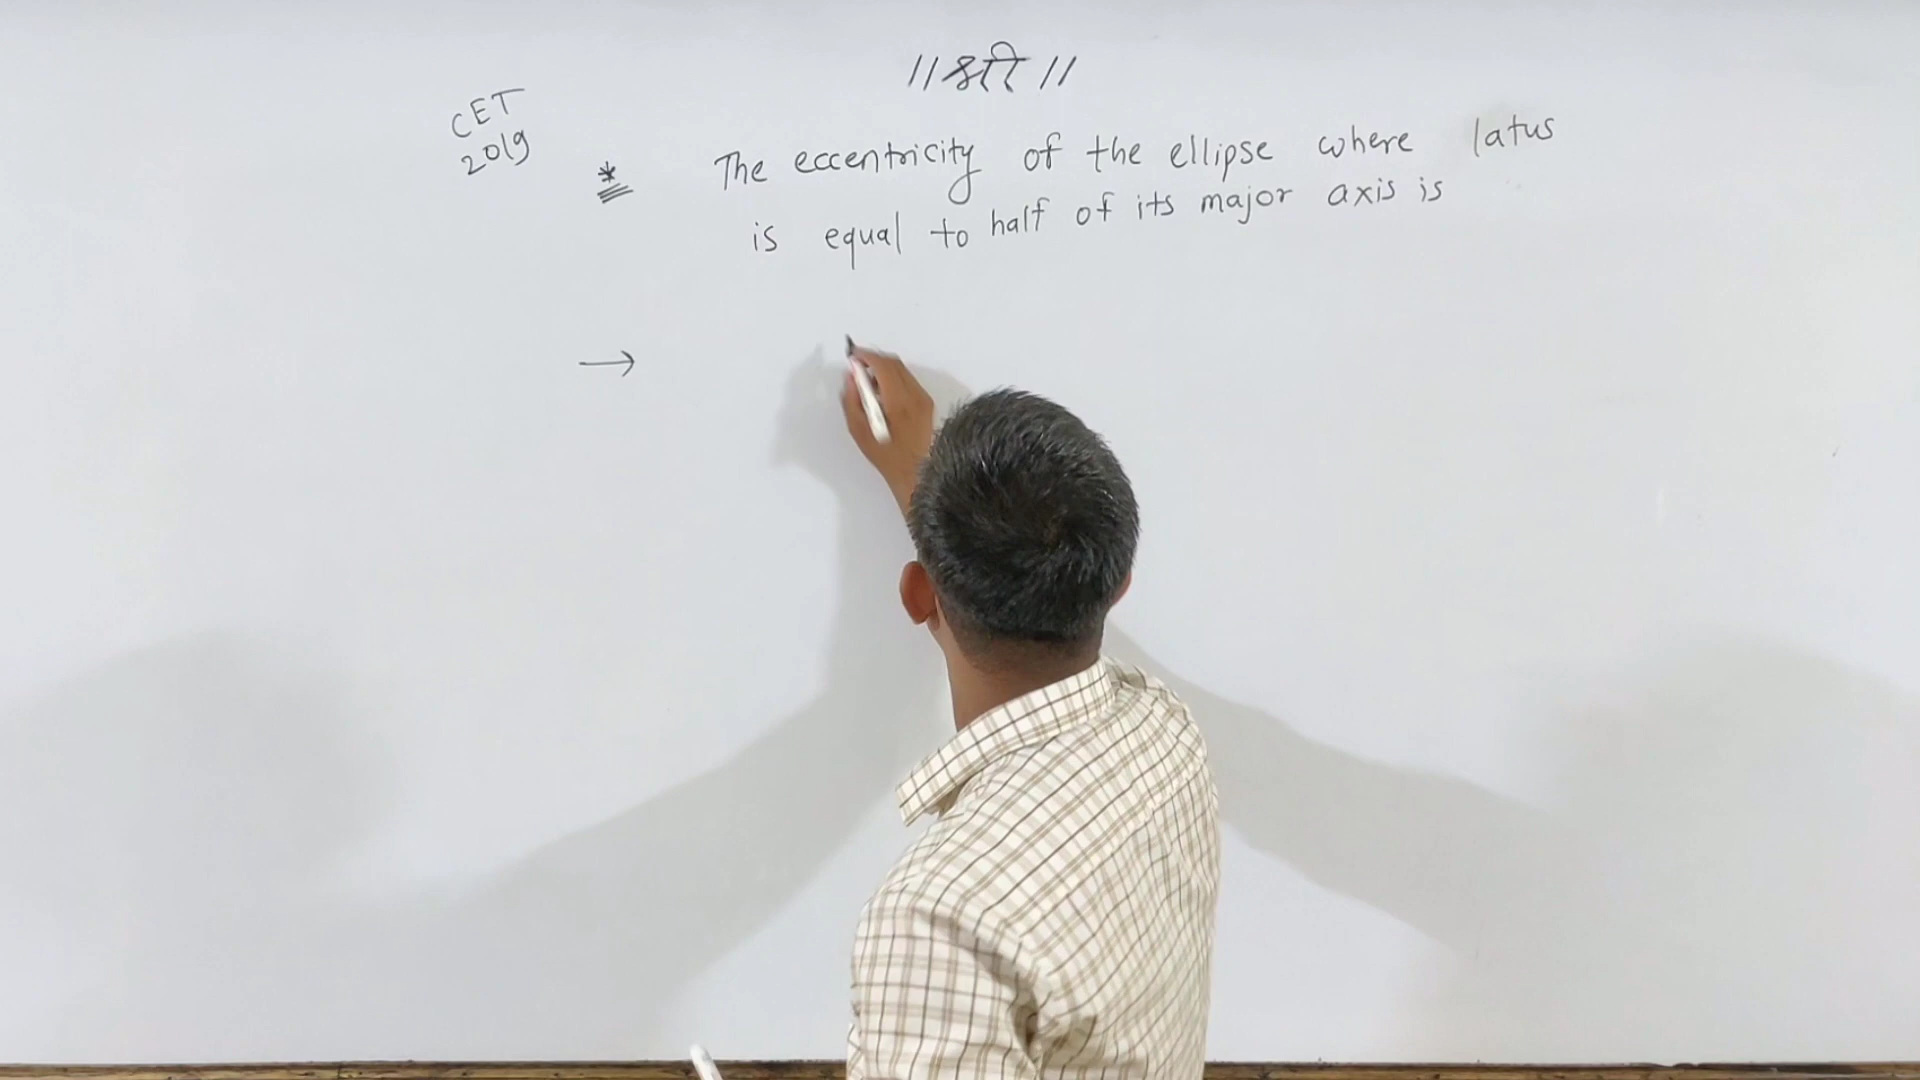 ॥ श्री ॥
CET
2019
* The eccentricity of the ellipse where latus
is equal to half of its major axis is
→